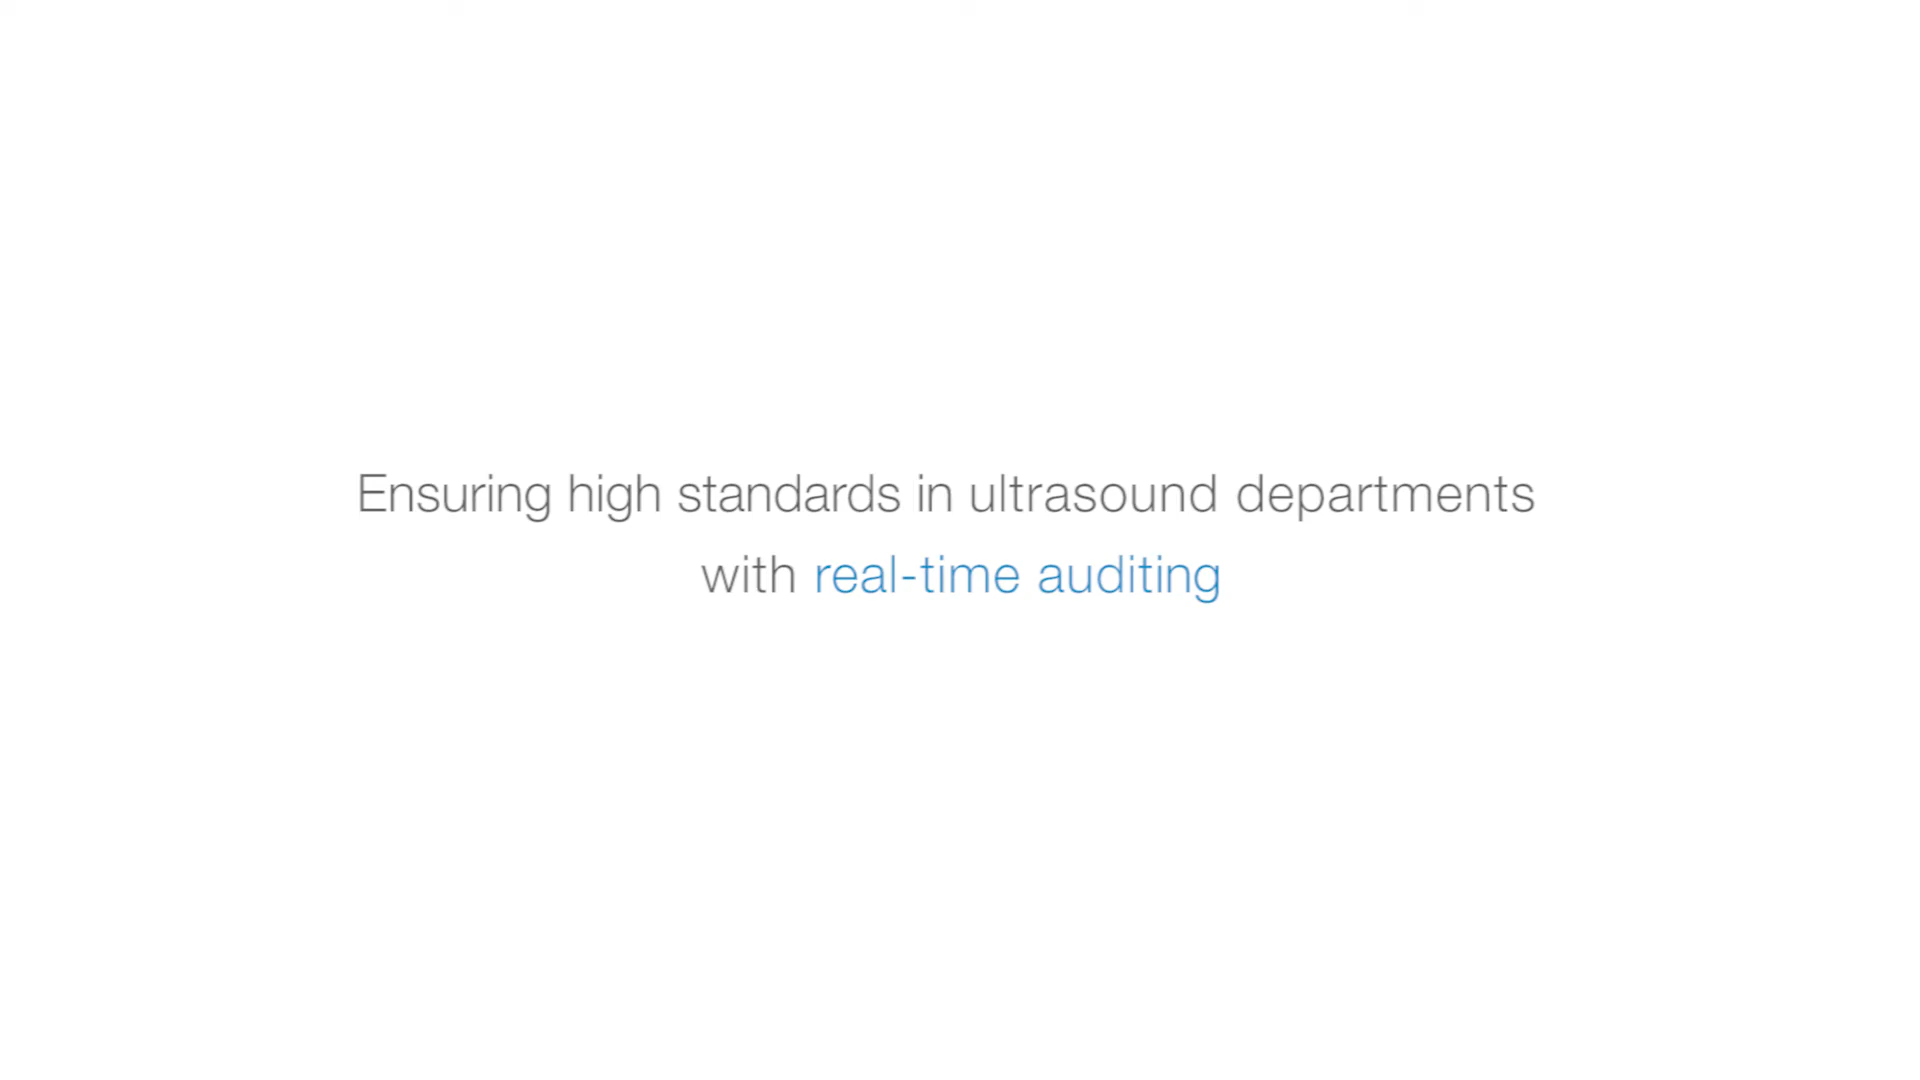 Ensuring high standards in ultrasound departments
with real-time auditing